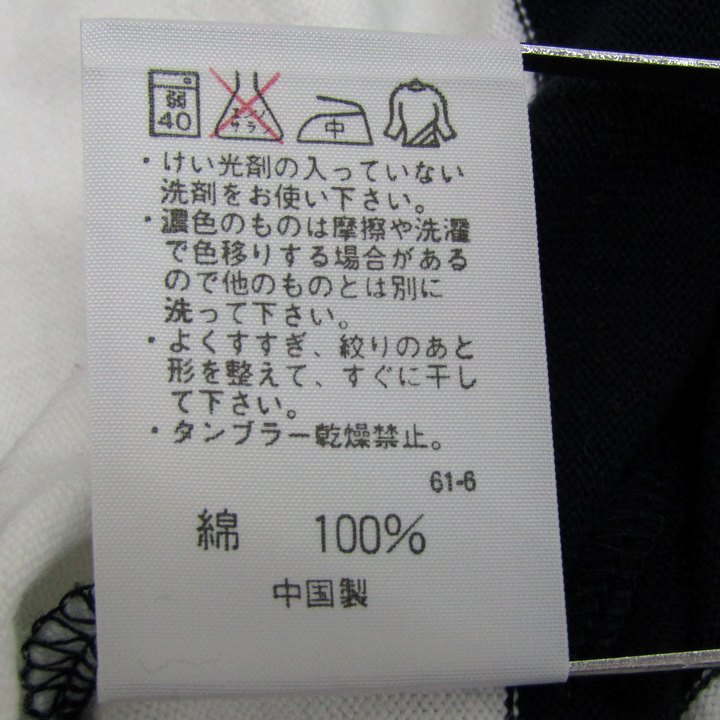 弱
40
エンソ
サラシ
中
・けい光剤の入っていない
洗剤をお使い下さい。
・濃色のものは摩擦や洗濯
で色移りする場合がある
ので他のものとは別に
洗って下さい。
・よくすすぎ、絞りのあと
形を整えて、すぐに干し
て下さい。
・タンブラー乾燥禁止。
61-6
綿 100%
中国製